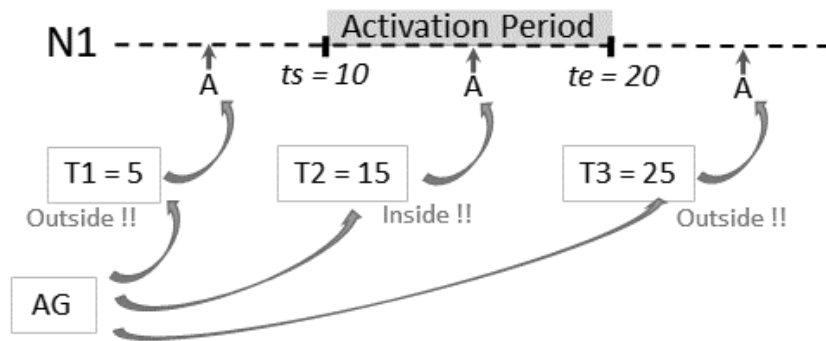 Activation Period
N1
ts = 10
te = 20
A
A
A
T1 = 5
T2 = 15
T3 = 25
Outside !!
Inside !!
Outside !!
AG